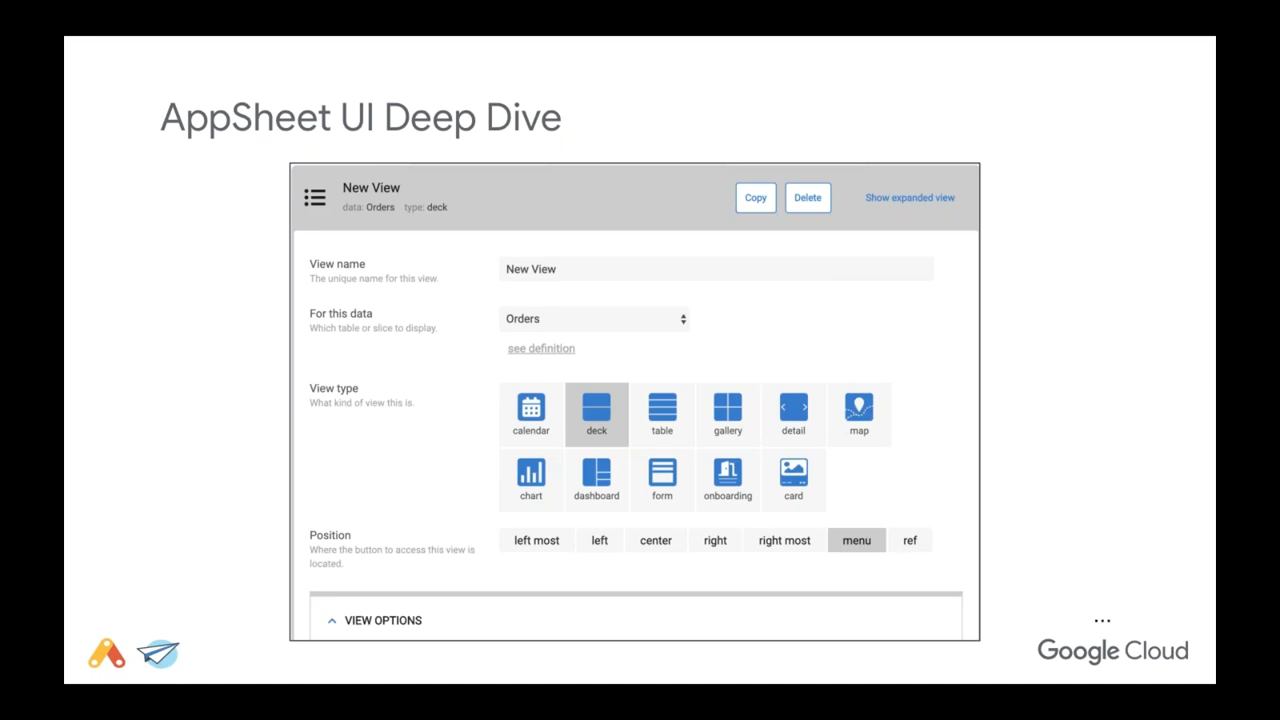 AppSheet UI Deep Dive
New View
data: Orders type: deck
Copy
Delete
Show expanded view
View name
The unique name for this view.
New View
For this data
Which table or slice to display.
Orders
see definition
View type
What kind of view this is.
calendar
deck
table
gallery
detail
map
chart
dashboard
form
onboarding
card
Position
Where the button to access this view is
located.
left most
left
center
right
right most
menu
ref
VIEW OPTIONS
...
Google Cloud